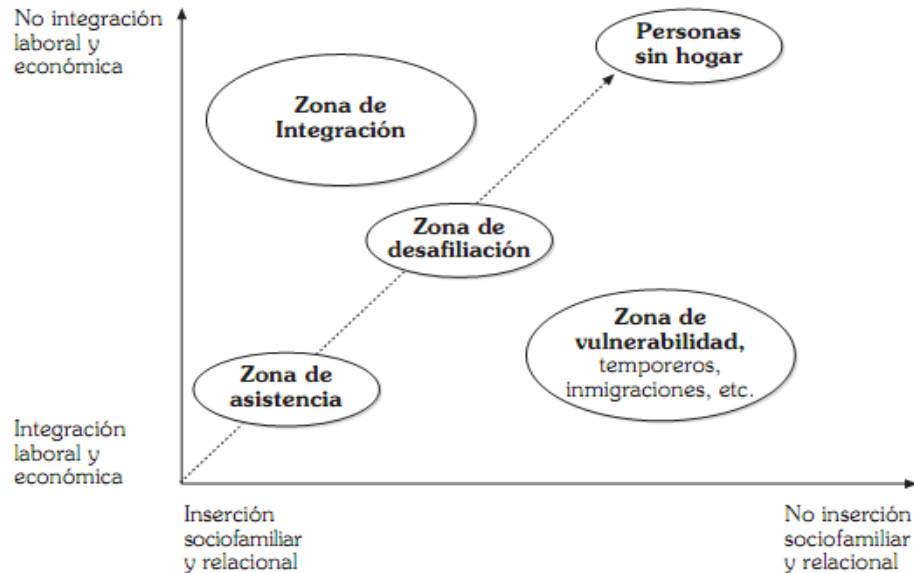 No integración
laboral y
económica
Personas
sin hogar
Zona de
Integración
Zona de
desafiliación
Zona de
vulnerabilidad,
temporeros,
inmigraciones, etc.
Zona de
asistencia
Integración
laboral y
económica
Inserción
sociofamiliar
y relacional
No inserción
sociofamiliar
y relacional